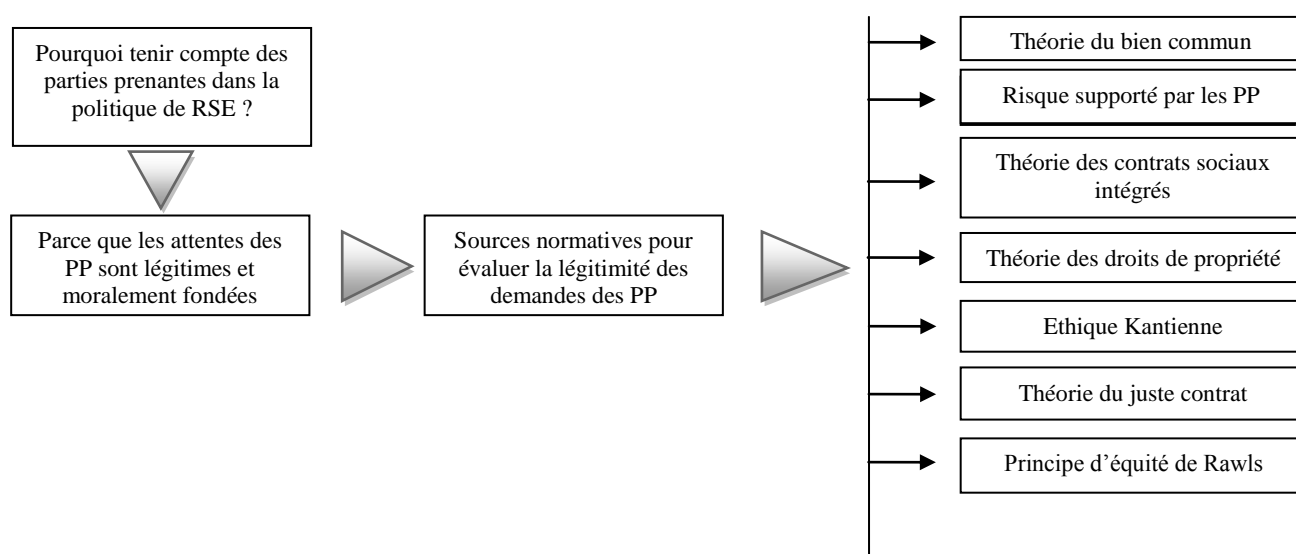 Pourquoi tenir compte des
parties prenantes dans la
politique de RSE ?
Parce que les attentes des
PP sont légitimes et
moralement fondées
Sources normatives pour
évaluer la légitimité des
demandes des PP
Théorie du bien commun
Risque supporté par les PP
Théorie des contrats sociaux
intégrés
Théorie des droits de propriété
Ethique Kantienne
Théorie du juste contrat
Principe d’équité de Rawls